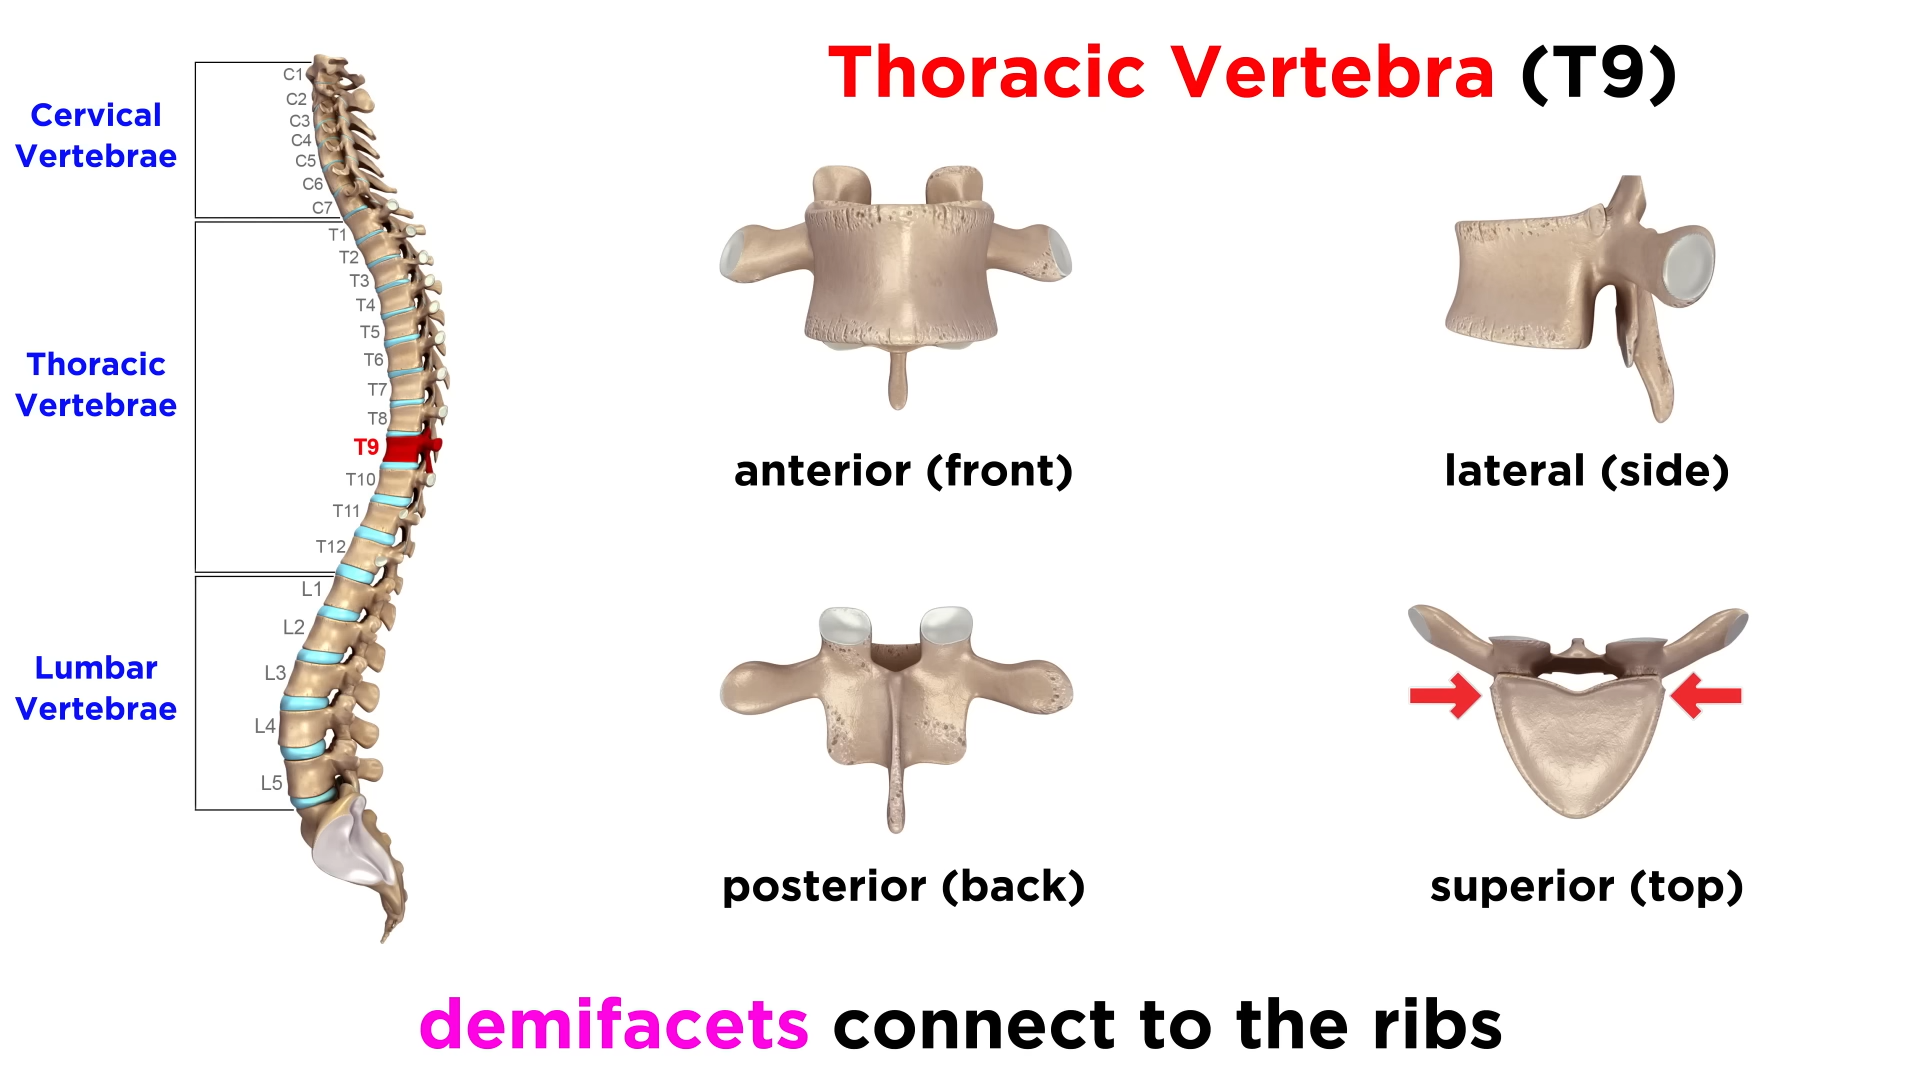 Thoracic Vertebra (T9)
Cervical
Vertebrae
C1
C2
C3
C4
C5
C6
C7
Thoracic
Vertebrae
T1
T2
T3
T4
T5
T6
T7
T8
T9
T10
T11
T12
Lumbar
Vertebrae
L1
L2
L3
L4
L5
anterior (front)
lateral (side)
posterior (back)
superior (top)
demifacets connect to the ribs